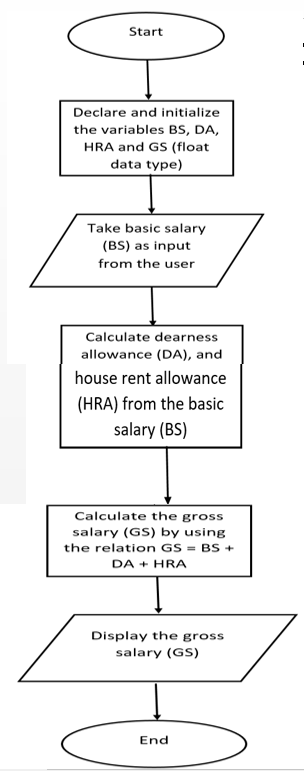 Start
Declare and initialize
the variables BS, DA,
HRA and GS (float
data type)
Take basic salary
(BS) as input
from the user
Calculate dearness
allowance (DA), and
house rent allowance
(HRA) from the basic
salary (BS)
Calculate the gross
salary (GS) by using
the relation GS = BS +
DA + HRA
Display the gross
salary (GS)
End